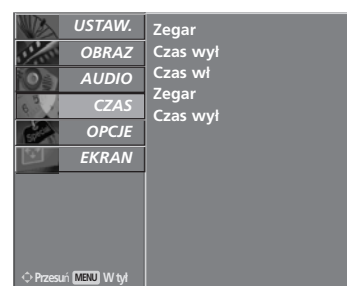 USTAW.
OBRAZ
AUDIO
CZAS
OPCJE
EKRAN
Zegar
Czas wył
Czas wł
Zegar
Czas wył
Przesuń MENU W tył